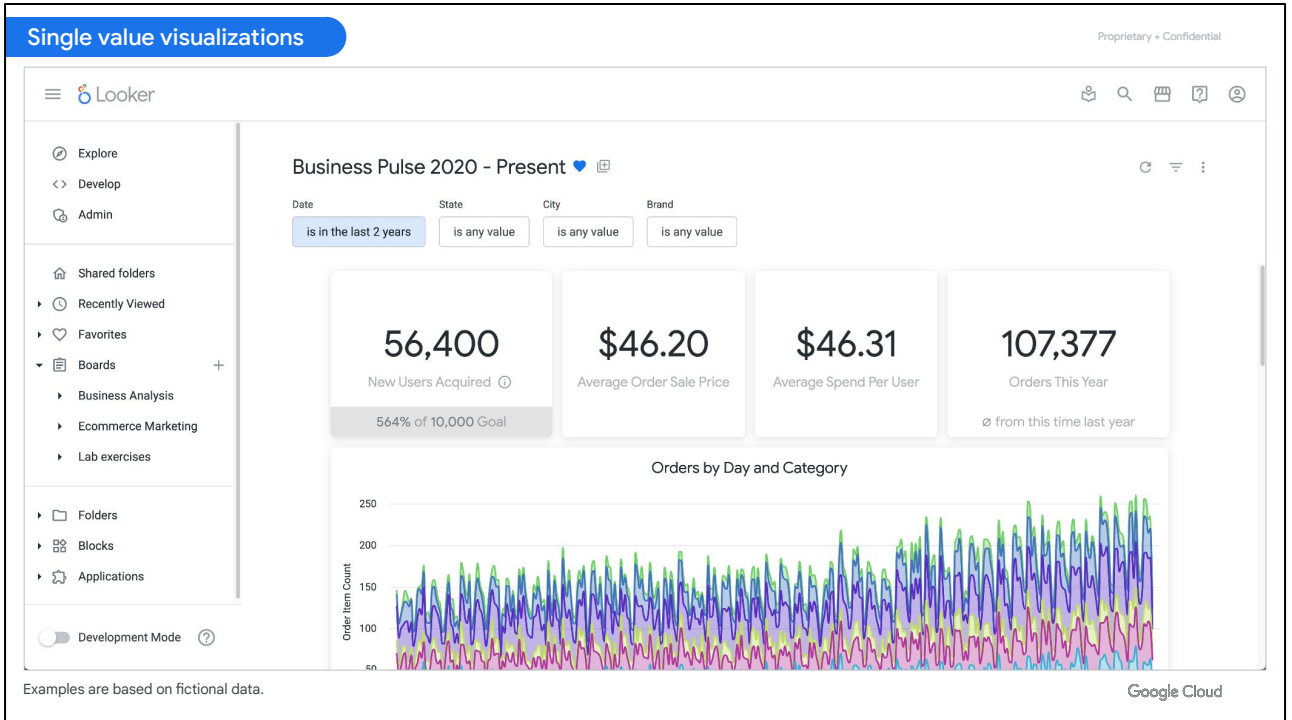 Single value visualizations
Proprietary + Confidential
Looker
Explore
Develop
Admin
Shared folders
Recently Viewed
Favorites
Boards
Business Analysis
Ecommerce Marketing
Lab exercises
Folders
Blocks
Applications
Development Mode
Business Pulse 2020 - Present
Date State City Brand
is in the last 2 years is any value is any value is any value
56,400 $46.20 $46.31 107,377
New Users Acquired Average Order Sale Price Average Spend Per User Orders This Year
564% of 10,000 Goal ∅ from this time last year
Orders by Day and Category
Order Item Count
250
200
150
100
50
Examples are based on fictional data.
Google Cloud